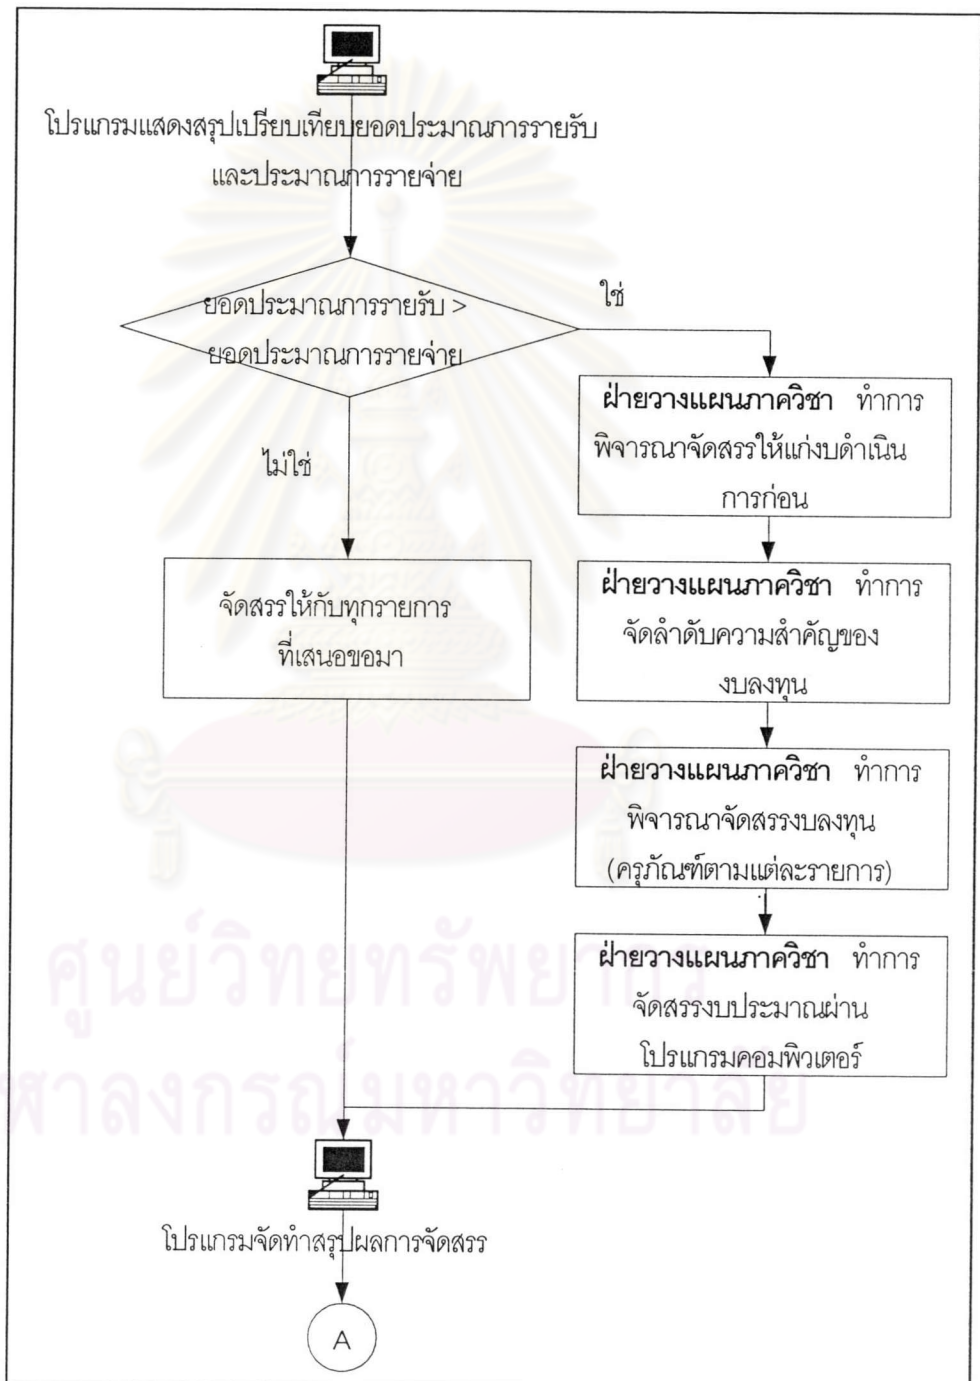 โปรแกรมแสดงสรุปเปรียบเทียบยอดประมาณการรายรับ
และประมาณการรายจ่าย
ยอดประมาณการรายรับ >
ยอดประมาณการรายจ่าย
ใช่
ไม่ใช่
ฝ่ายวางแผนภาควิชา ทำการ
พิจารณาจัดสรรให้แก่งบดำเนิน
การก่อน
จัดสรรให้กับทุกรายการ
ที่เสนอขอมา
ฝ่ายวางแผนภาควิชา ทำการ
จัดลำดับความสำคัญของ
งบลงทุน
ฝ่ายวางแผนภาควิชา ทำการ
พิจารณาจัดสรรงบลงทุน
(ครุภัณฑ์ตามแต่ละรายการ)
ฝ่ายวางแผนภาควิชา ทำการ
จัดสรรงบประมาณผ่าน
โปรแกรมคอมพิวเตอร์
ศูนย์วิทยทรัพยากร
ฬาลงกรณ์มหาวิทยาลัย
โปรแกรมจัดทำสรุปผลการจัดสรร
A